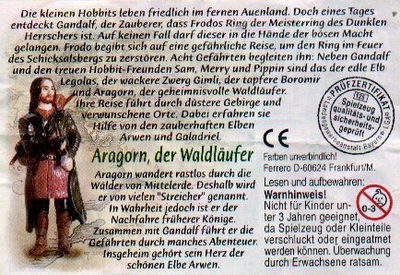 Die kleinen Hobbits leben friedlich im fernen Auenland. Doch eines Tages
entdeckt Gandalf, der Zauberer, dass Frodos Ring der Meisterring des Dunklen
Herrschers ist. Auf keinen Fall darf dieser in die Hände der bösen Macht
gelangen. Frodo begibt sich auf eine gefährliche Reise, um den Ring im Feuer
des Schicksalsbergs zu zerstören. Acht Gefährten begleiten ihn: Neben Gandalf
und den treuen Hobbit-Freunden Sam, Merry und Pippin sind das der edle Elb
Legolas, der wackere Zwerg Gimli, der tapfere Boromir
und Aragorn, der geheimnisvolle Waldläufer.
Ihre Reise führt durch düstere Gebirge und
verwunschene Orte. Dabei erfahren sie
Hilfe von den zauberhaften Elben
Arwen und Galadriel.
PRÜFZERTIFIKAT
Spielzeug
qualitäts- und
sicherheits-
geprüft
Bayern LGA
CE
Aragorn, der Waldläufer
Aragorn wandert rastlos durch die
Wälder von Mittelerde. Deshalb wird
er von vielen "Streicher" genannt.
In Wahrheit jedoch ist er der
Nachfahre früherer Könige.
Zusammen mit Gandalf führt er die
Gefährten durch manches Abenteuer.
Insgeheim gehört sein Herz der
schönen Elbe Arwen.
Farben unverbindlich!
Ferrero D-60624 Frankfurt/M.
Lesen und aufbewahren:
Warnhinweis!
Nicht für Kinder un-
ter 3 Jahren geeignet,
da Spielzeug oder Kleinteile
verschluckt oder eingeatmet
werden können. Überwachung
durch Erwachsene ratsam.
0-3